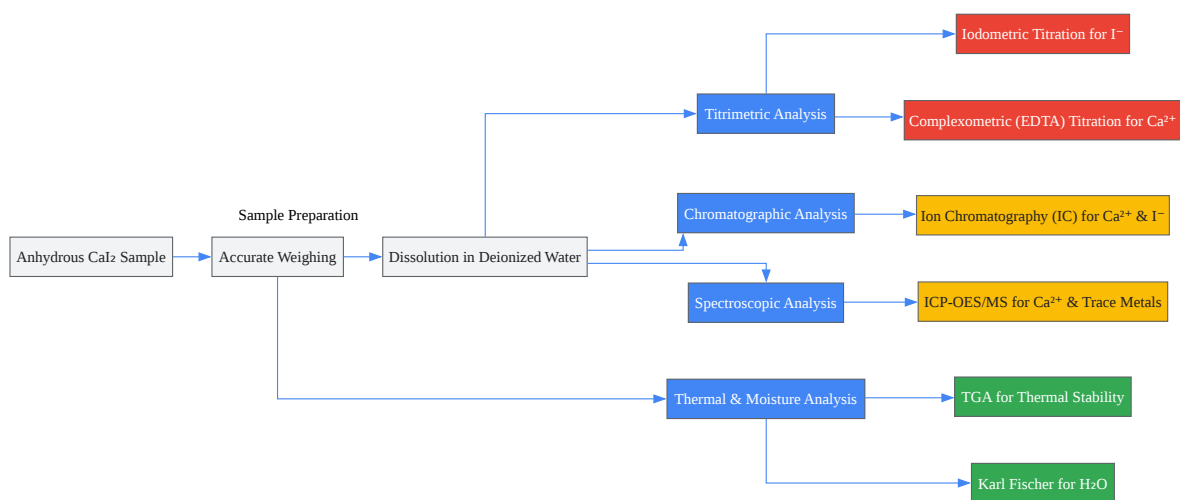 Iodometric Titration for I⁻
Titrimetric Analysis
Complexometric (EDTA) Titration for Ca²⁺
Sample Preparation
Chromatographic Analysis
Ion Chromatography (IC) for Ca²⁺ & I⁻
Anhydrous CaI₂ Sample
Accurate Weighing
Dissolution in Deionized Water
Spectroscopic Analysis
ICP-OES/MS for Ca²⁺ & Trace Metals
Thermal & Moisture Analysis
TGA for Thermal Stability
Karl Fischer for H₂O